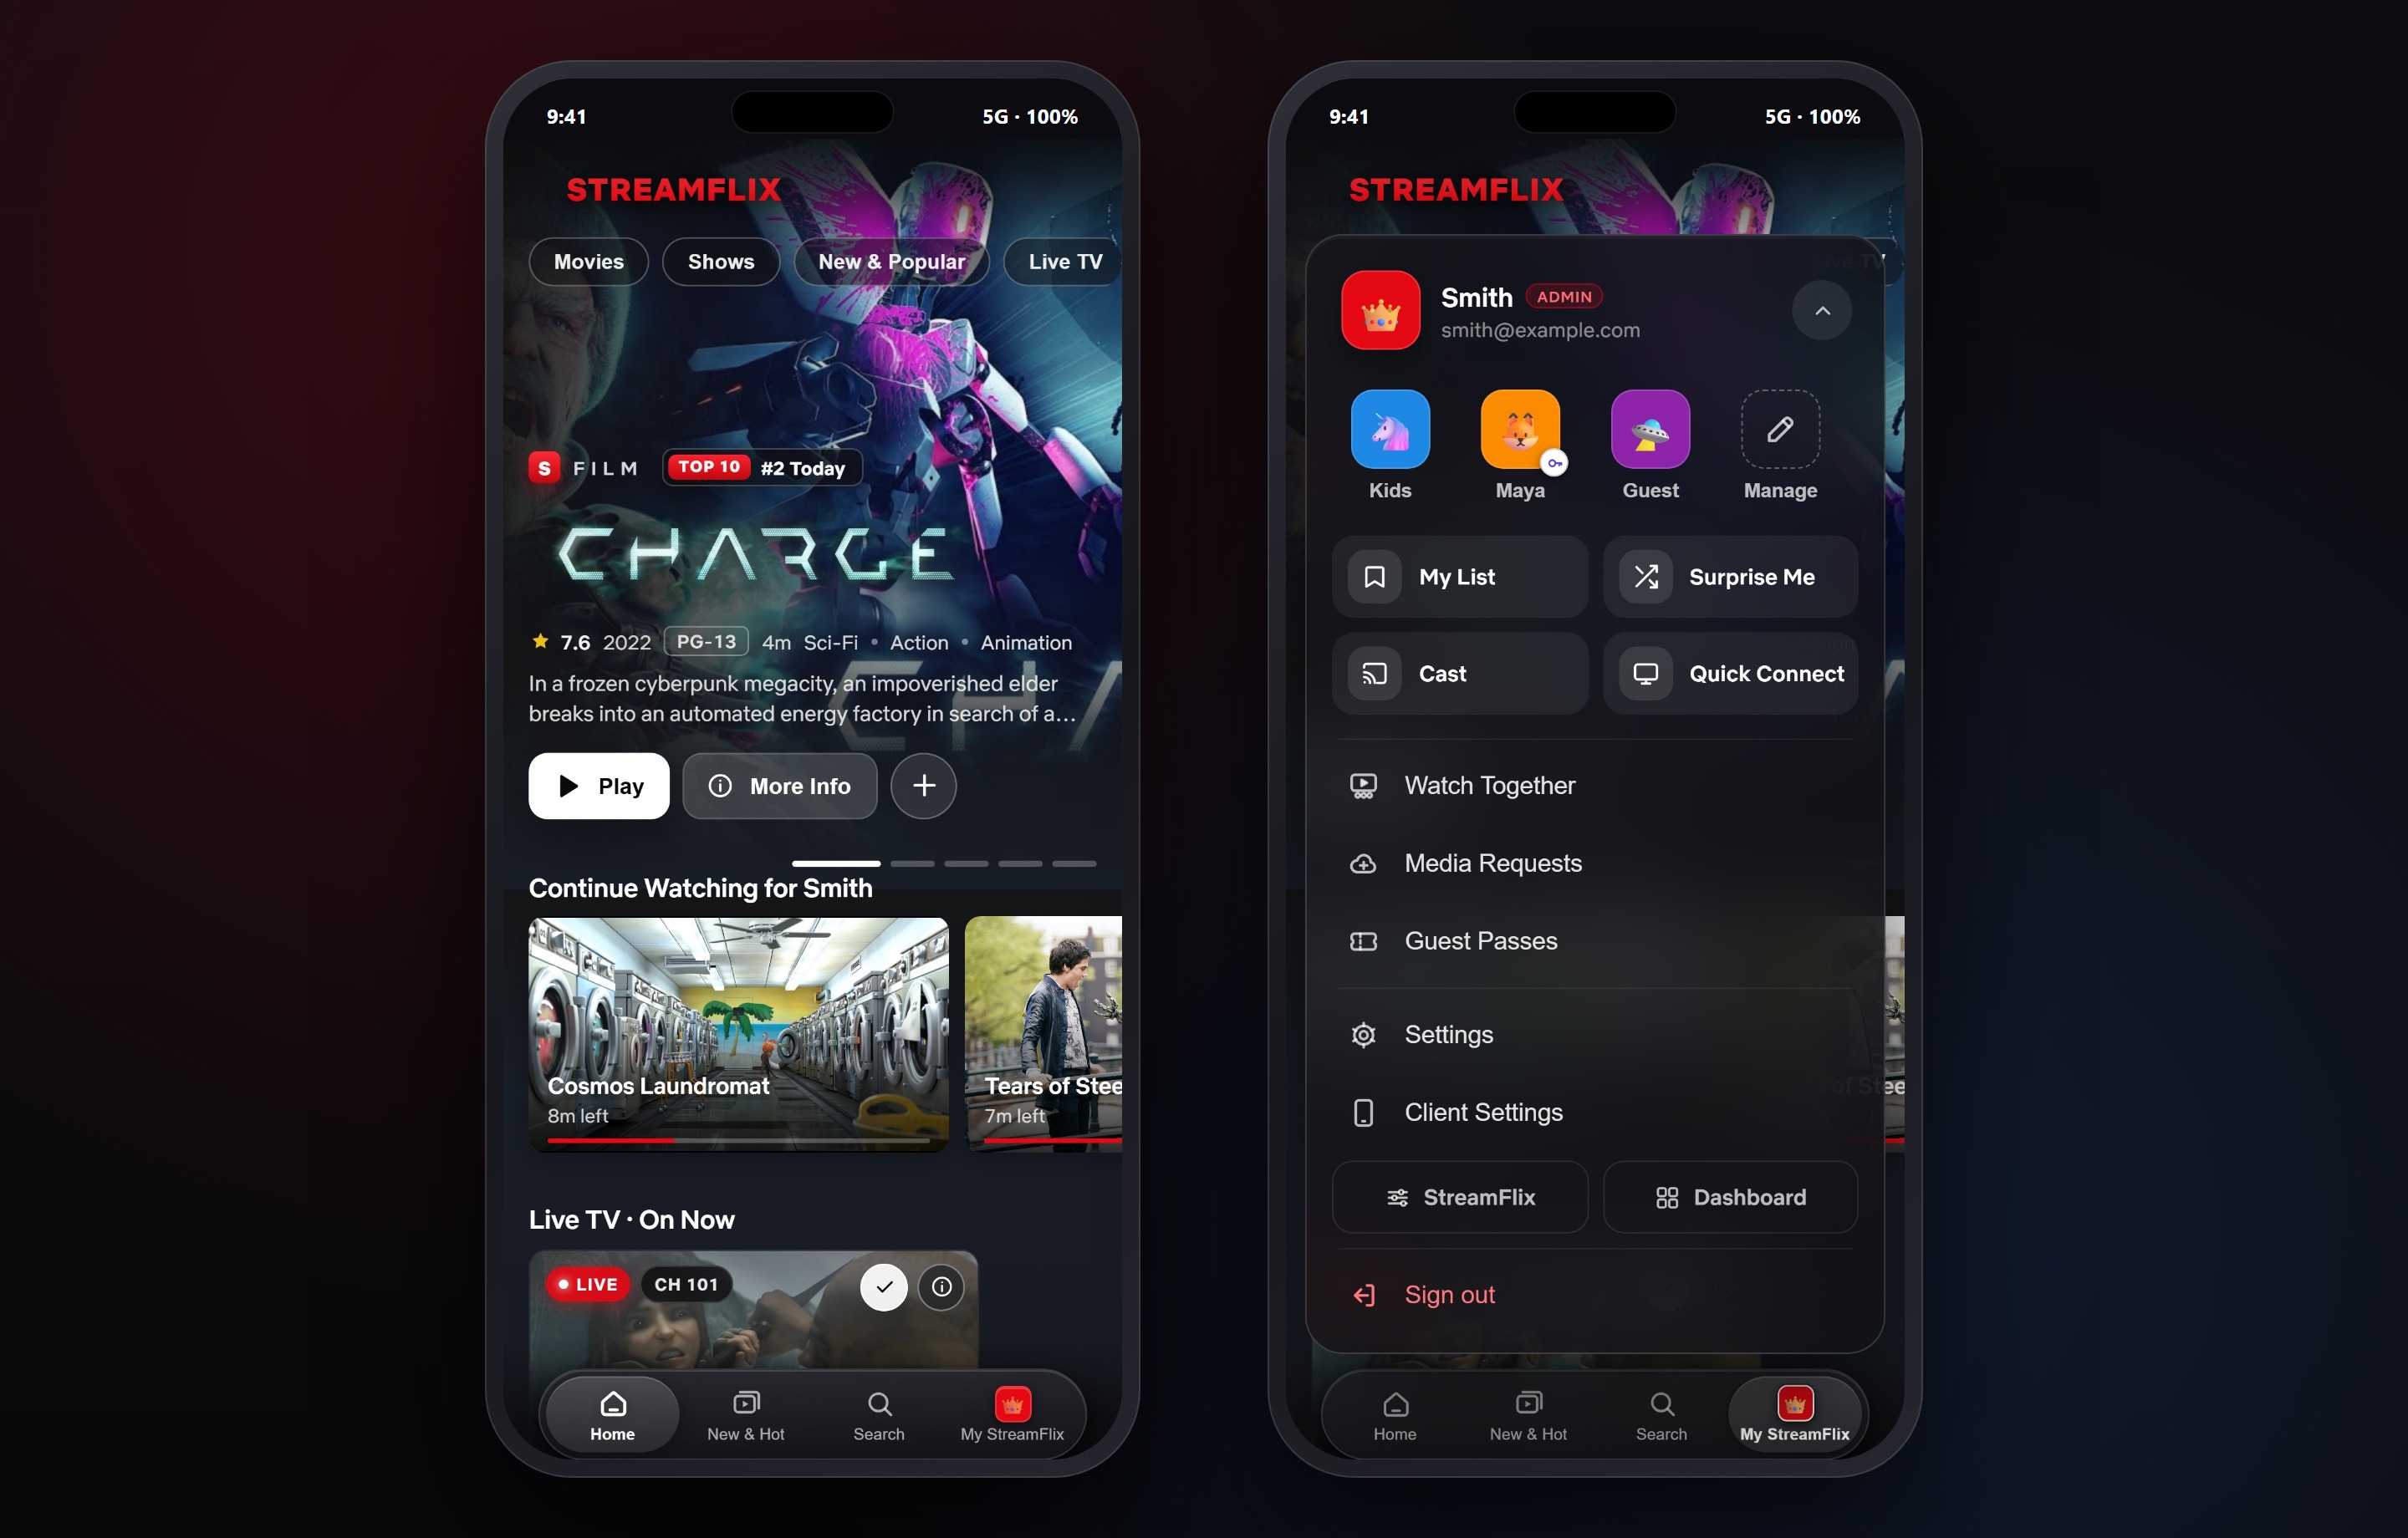 9:41
5G · 100%
STREAMFLIX
Movies
Shows
New & Popular
Live TV
S FILM
TOP 10 #2 Today
CHARGE
7.6 2022 PG-13 4m Sci-Fi • Action • Animation
In a frozen cyberpunk megacity, an impoverished elder
breaks into an automated energy factory in search of a...
Play
More Info
Continue Watching for Smith
Cosmos Laundromat
8m left
Tears of Stee
7m left
Live TV · On Now
LIVE
CH 101
Home
New & Hot
Search
My StreamFlix
9:41
5G · 100%
STREAMFLIX
Smith ADMIN
smith@example.com
Kids
Maya
Guest
Manage
My List
Surprise Me
Cast
Quick Connect
Watch Together
Media Requests
Guest Passes
Settings
Client Settings
StreamFlix
Dashboard
Sign out
Home
New & Hot
Search
My StreamFlix